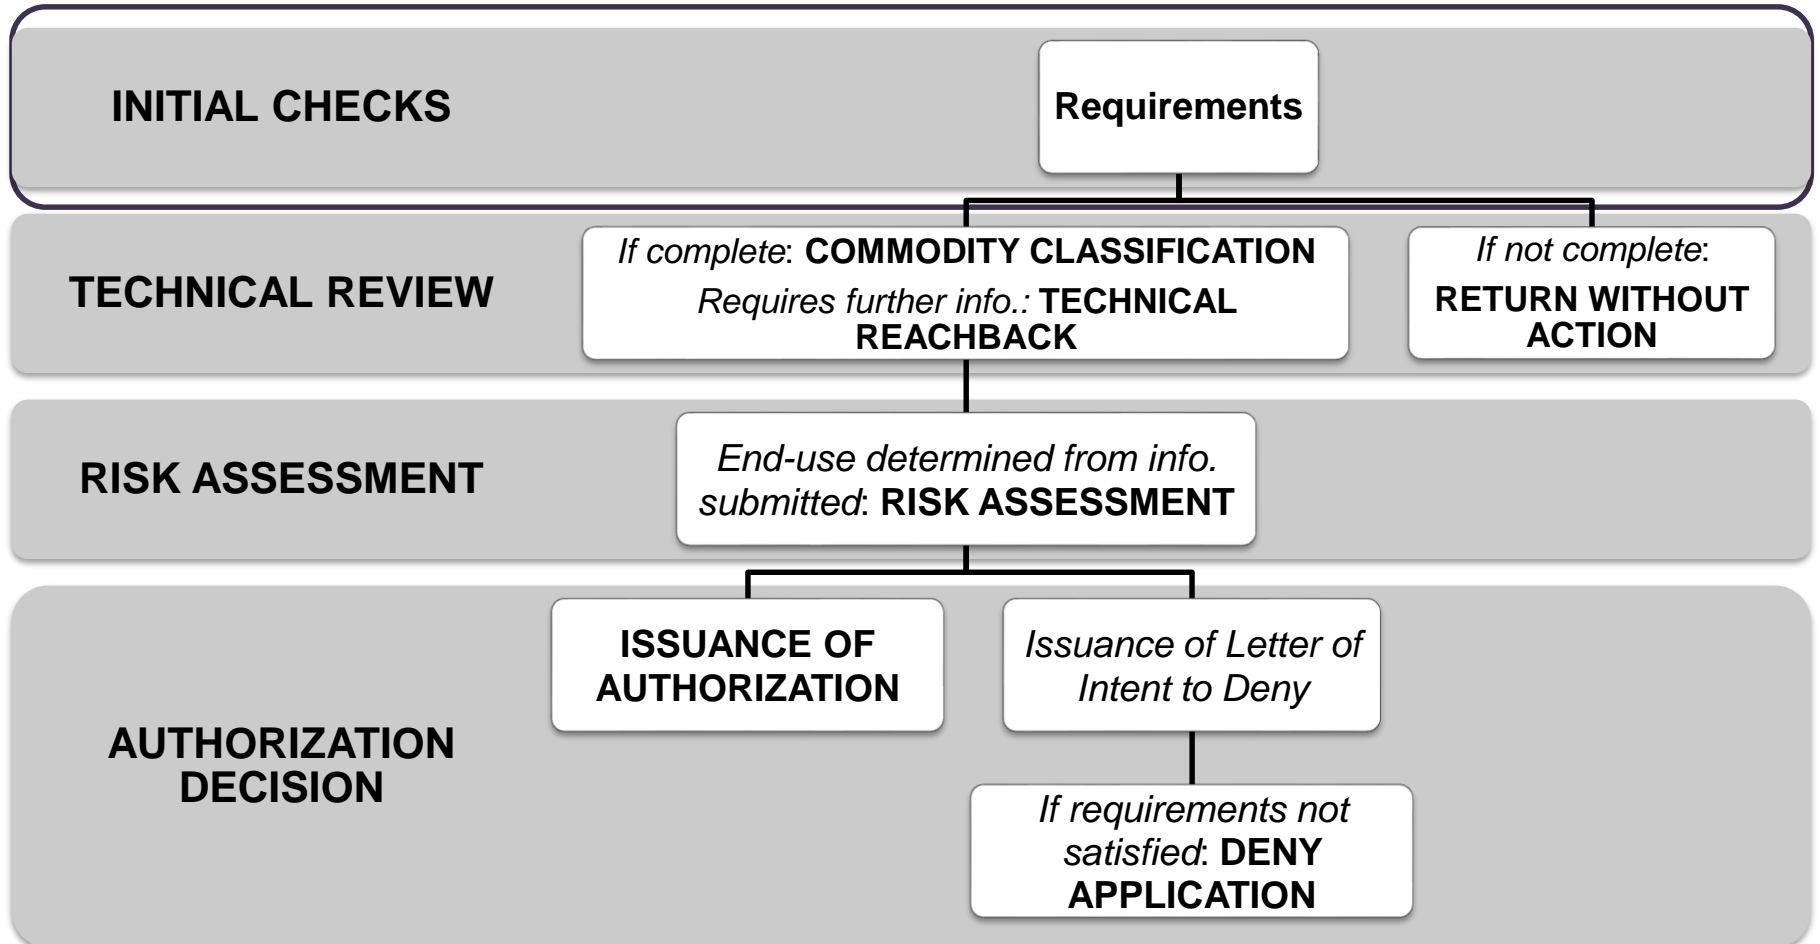 INITIAL CHECKS
Requirements
TECHNICAL REVIEW
If complete: COMMODITY CLASSIFICATION
Requires further info.: TECHNICAL
REACHBACK
If not complete:
RETURN WITHOUT
ACTION
RISK ASSESSMENT
End-use determined from info.
submitted: RISK ASSESSMENT
AUTHORIZATION
DECISION
ISSUANCE OF
AUTHORIZATION
Issuance of Letter of
Intent to Deny
If requirements not
satisfied: DENY
APPLICATION